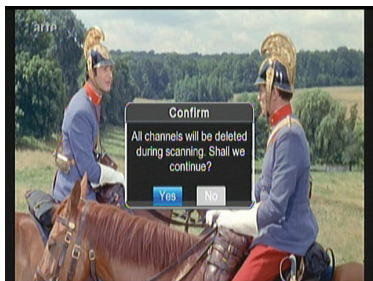 arte
Confirm
All channels will be deleted
during scanning. Shall we
continue?
Yes
No